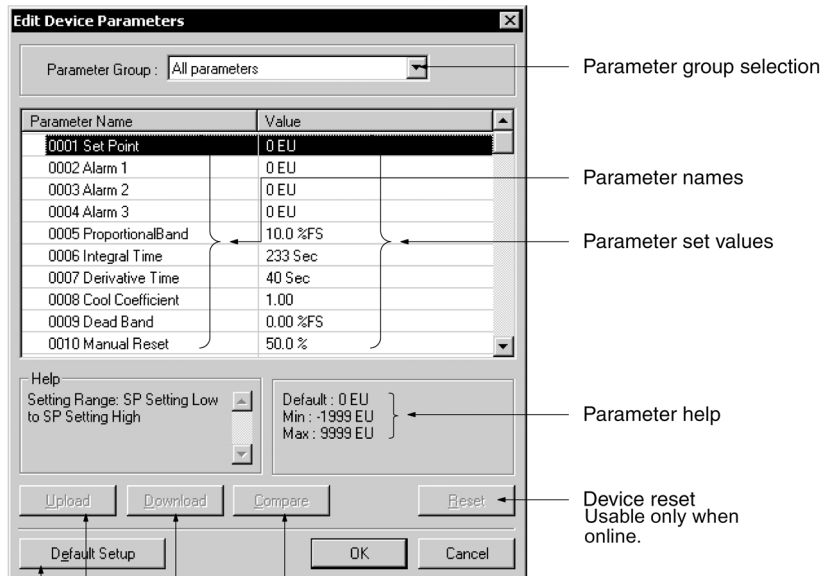 Edit Device Parameters
Parameter Group : All parameters
Parameter group selection
Parameter Name Value
0001 Set Point 0 EU
0002 Alarm 1 0 EU
0003 Alarm 2 0 EU
0004 Alarm 3 0 EU
0005 ProportionalBand 10.0 %FS
0006 Integral Time 233 Sec
0007 Derivative Time 40 Sec
0008 Cool Coefficient 1.00
0009 Dead Band 0.00 %FS
0010 Manual Reset 50.0 %
Parameter names
Parameter set values
Help
Setting Range: SP Setting Low
to SP Setting High
Default : 0 EU
Min : -1999 EU
Max : 9999 EU
Parameter help
Upload Download Compare Reset
Device reset
Usable only when
online.
Default Setup OK Cancel